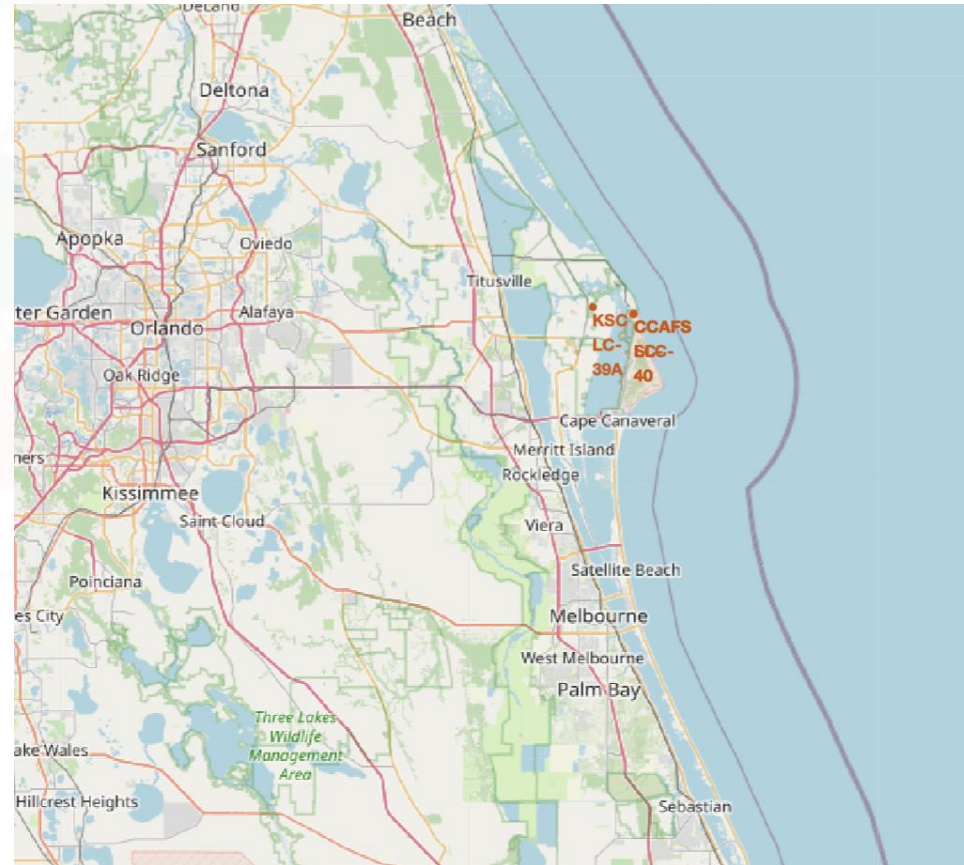 DeLand
Beach
Deltona
Sanford
Apopka
Oviedo
Titusville
ter Garden
Orlando
Alafaya
KSC
LC-
39A
CCAFS
40
Oak Ridge
Cape Canaveral
Merritt Island
ners
Rockledge
Kissimmee
Saint Cloud
Viera
Poinciana
Satellite Beach
es City
Melbourne
West Melbourne
Palm Bay
Three Lakes
Wildlife
Management
Area
ake Wales
Hillcrest Heights
Sebastian